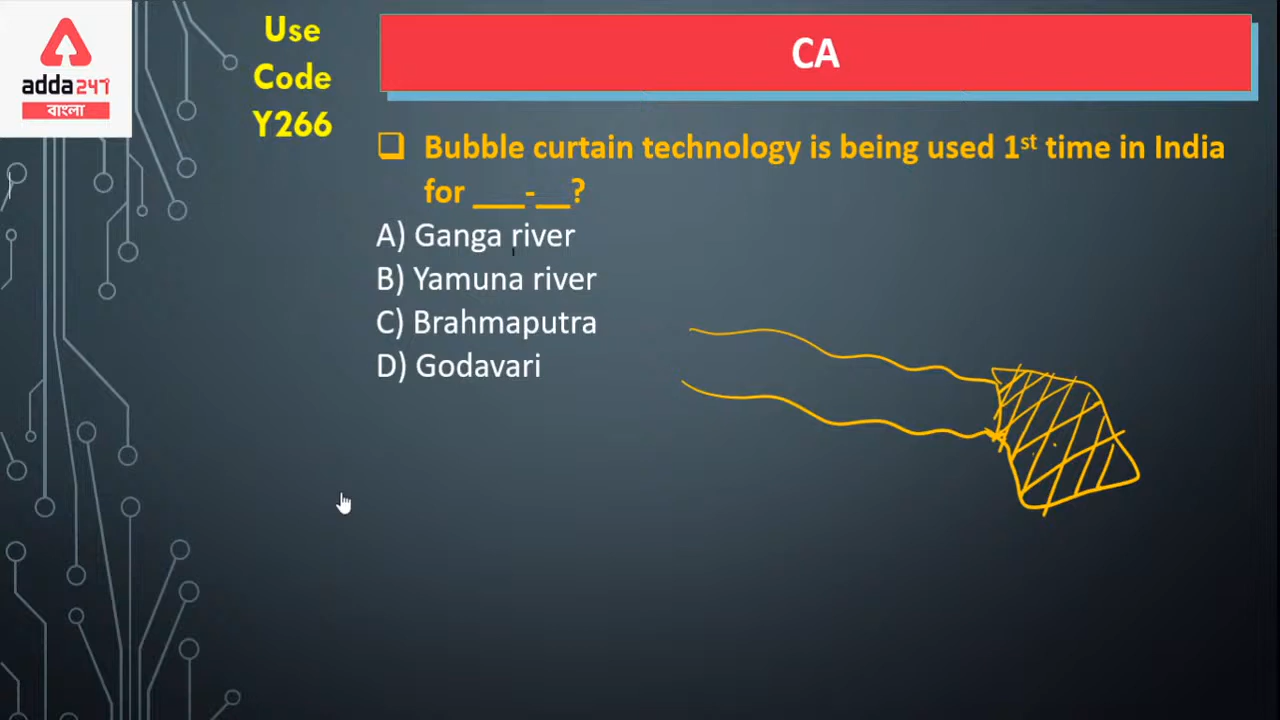 adda247
বাংলা
Use
Code
Y266
CA
Bubble curtain technology is being used 1st time in India
for ___-__?
A) Ganga river
B) Yamuna river
C) Brahmaputra
D) Godavari